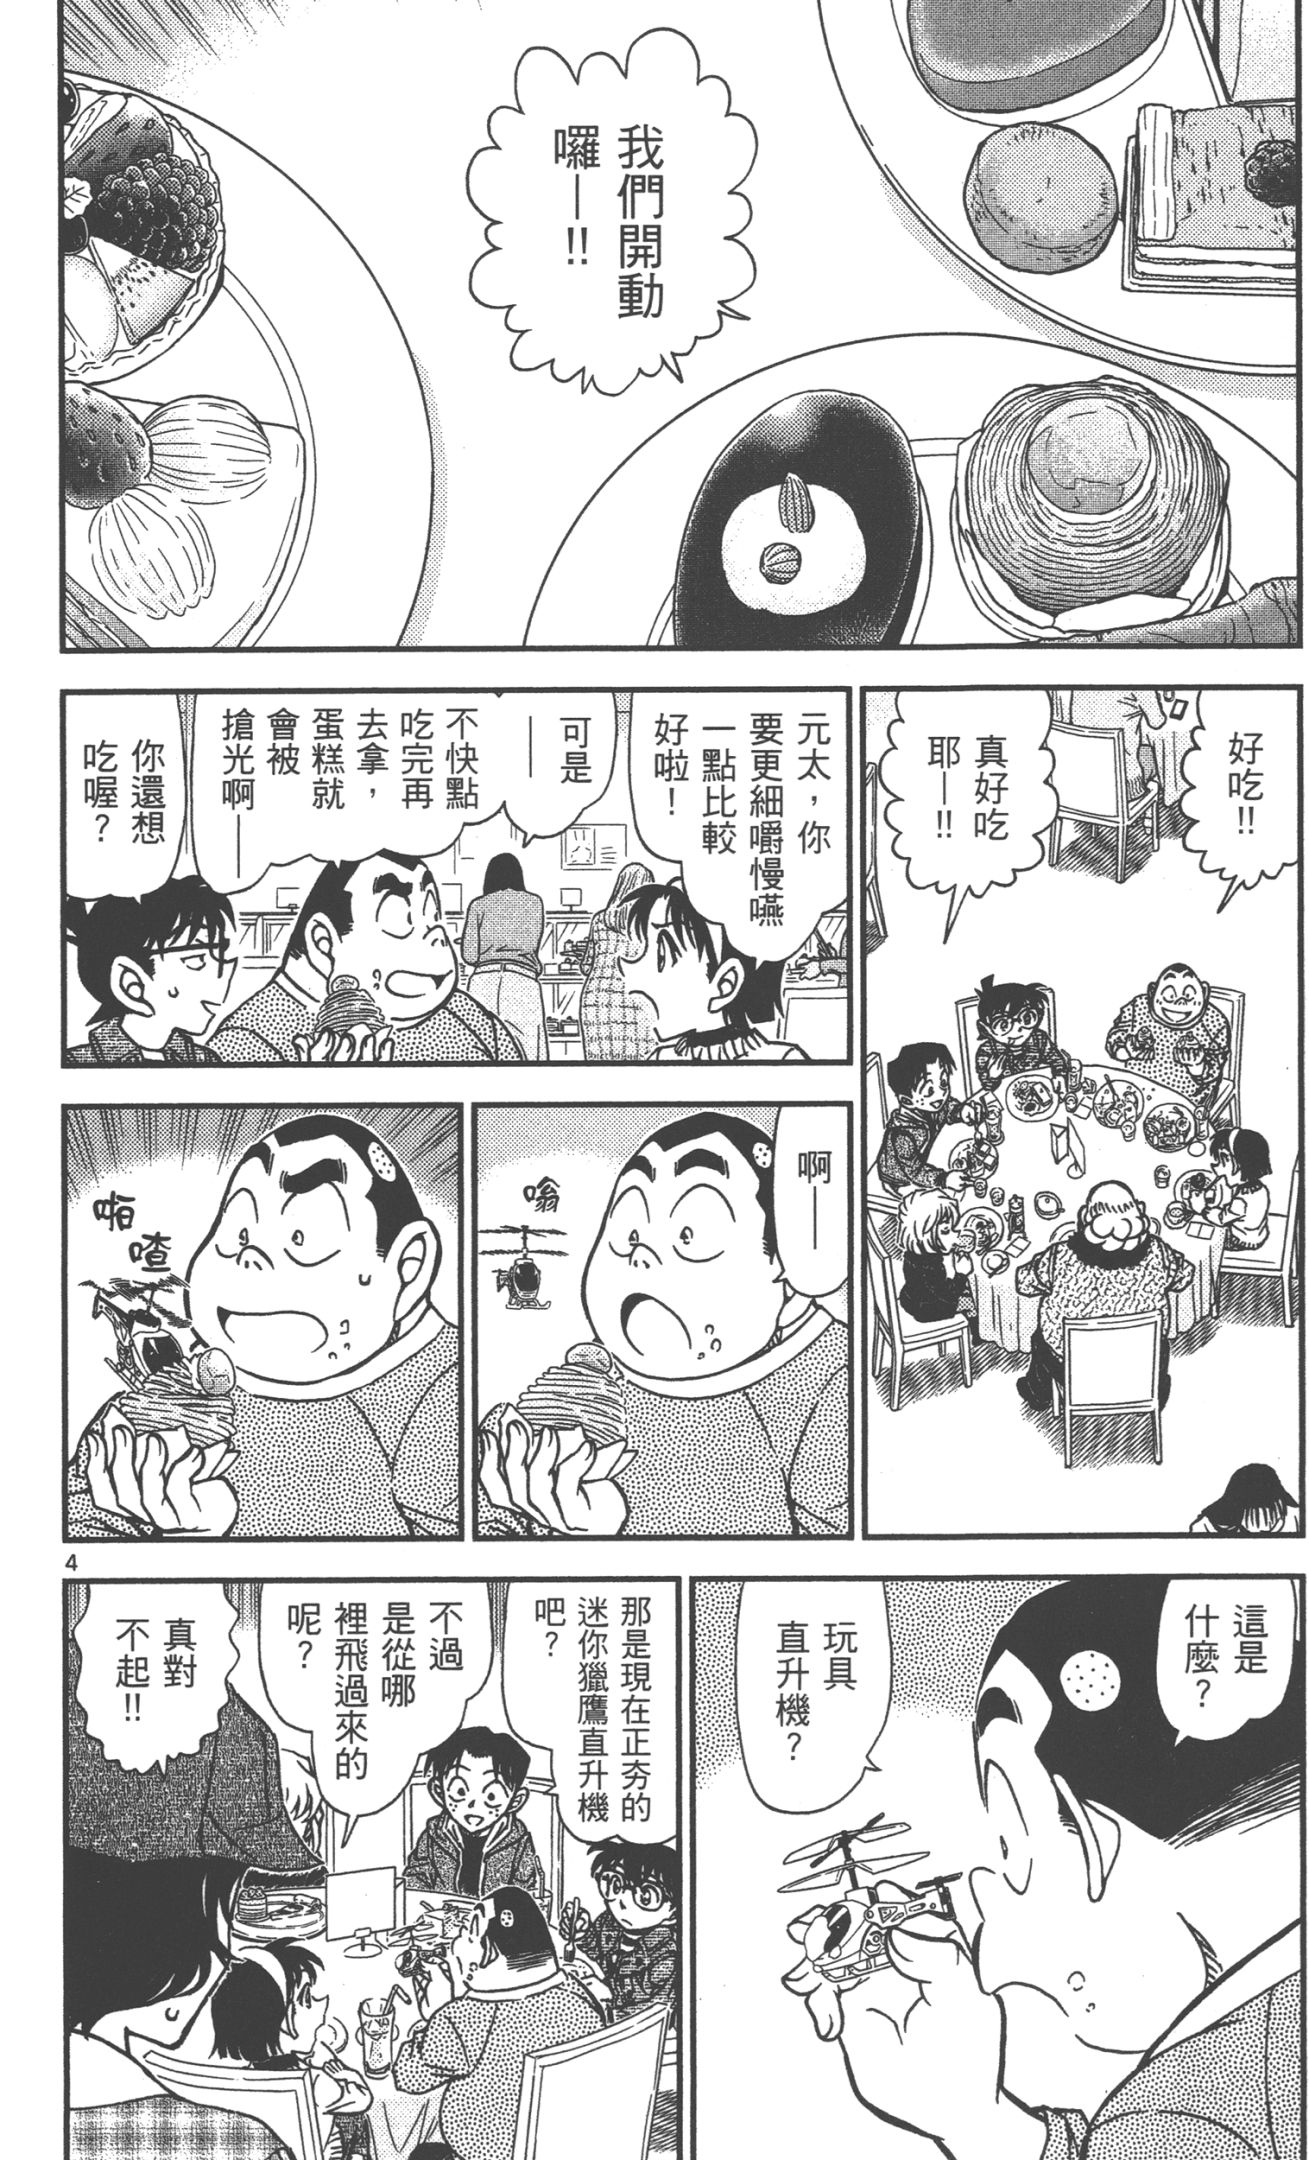 我們開動
囉—!!
好吃!!
真好吃
耶—!!
元太，你
要更細嚼慢嚥
一點比較
好啦！
可是
—
不快點
吃完再
去拿，
蛋糕就
會被
搶光啊—
你還想
吃喔？
啊—
嗡
啪
喳
這是
什麼？
玩具
直升機？
那是現在正夯的
迷你獵鷹直升機
吧？
不過
是從哪
裡飛過來的
呢？
真對
不起!!
4